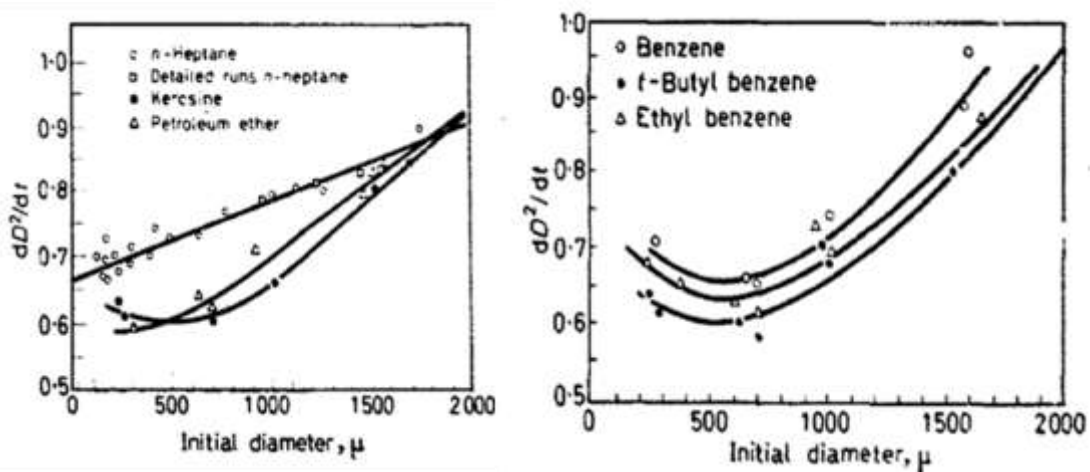 1·0
0·9
0·8
0·7
0·6
0·5
dD²/dt
n-Heptane
Detailed runs n-heptane
Kerosine
Petroleum ether
0 500 1000 1500 2000
Initial diameter, μ
1·0
0·9
0·8
0·7
0·6
0·5
dD²/dt
Benzene
t-Butyl benzene
Ethyl benzene
0 500 1000 1500 2000
Initial diameter, μ